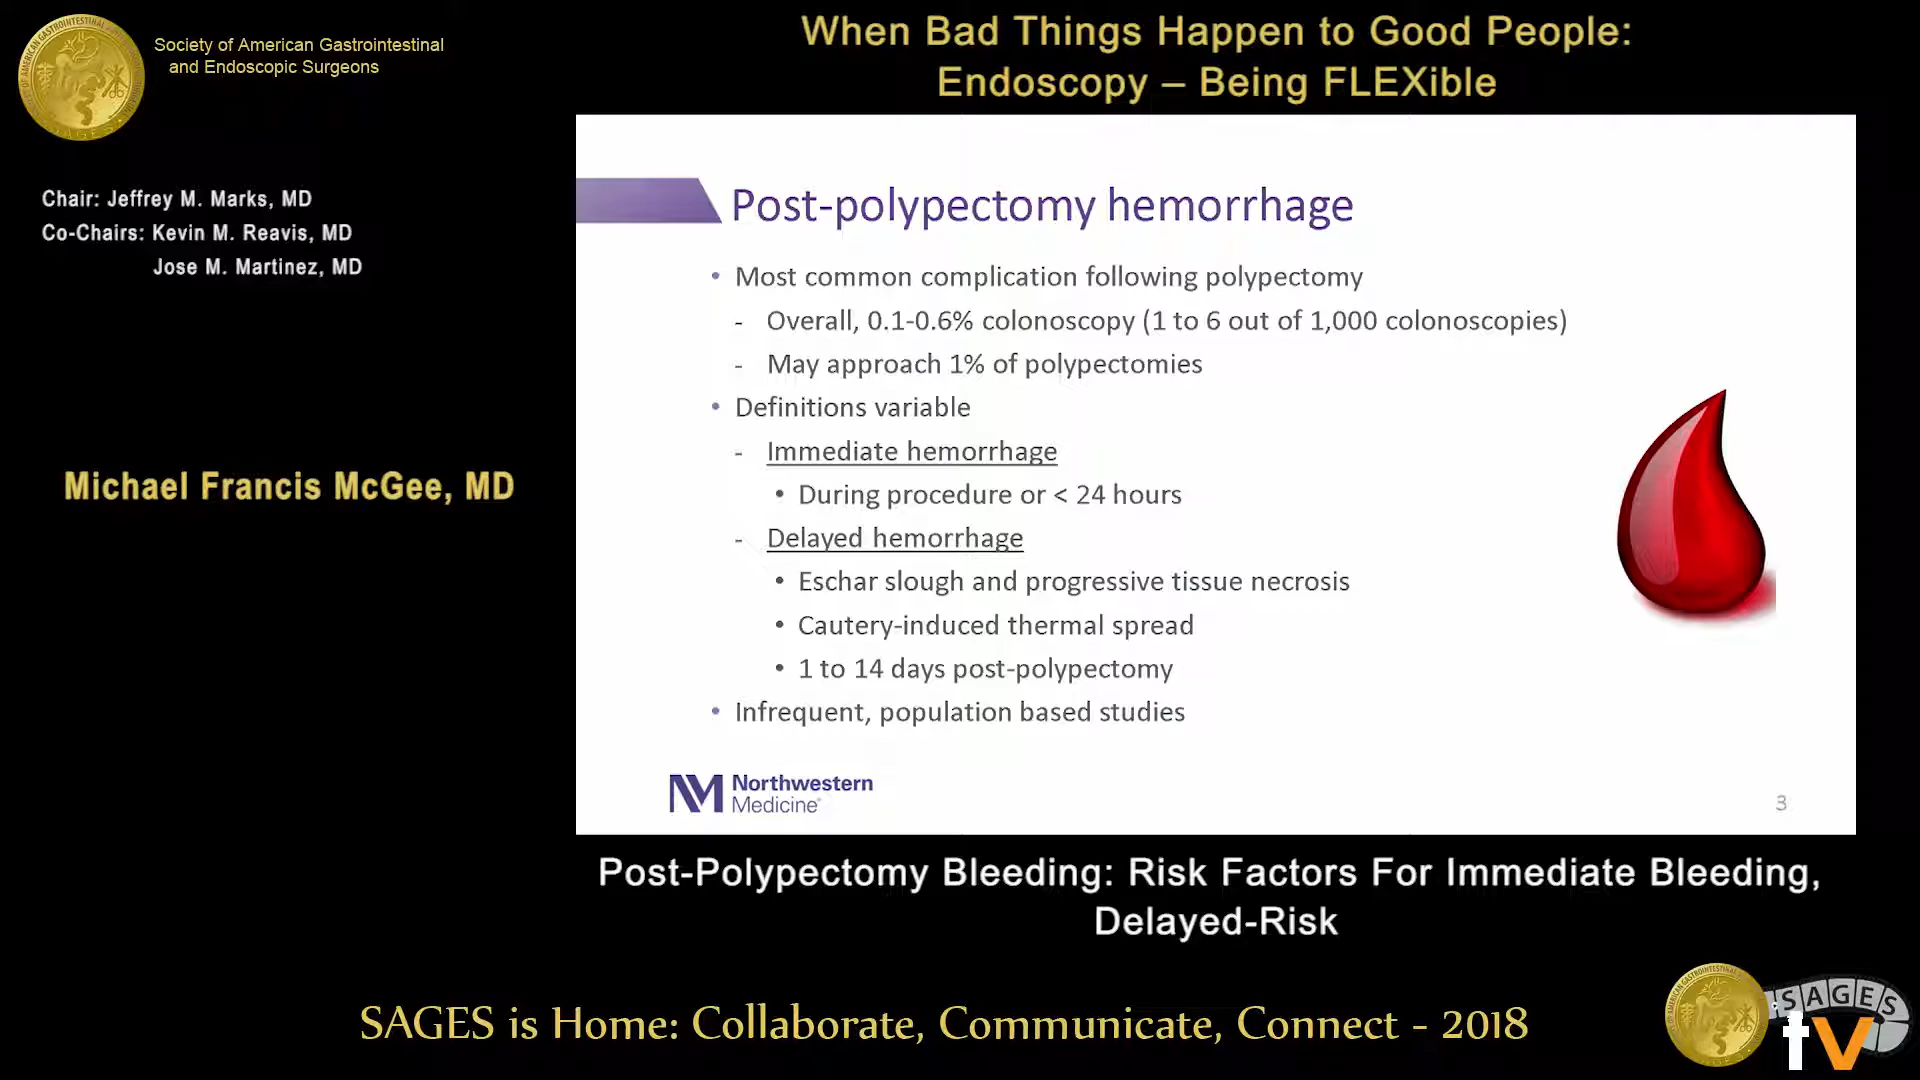 Society of American Gastrointestinal
and Endoscopic Surgeons
When Bad Things Happen to Good People:
Endoscopy – Being FLEXible
Chair: Jeffrey M. Marks, MD
Co-Chairs: Kevin M. Reavis, MD
Jose M. Martinez, MD
Michael Francis McGee, MD
Post-polypectomy hemorrhage
• Most common complication following polypectomy
- Overall, 0.1-0.6% colonoscopy (1 to 6 out of 1,000 colonoscopies)
- May approach 1% of polypectomies
• Definitions variable
- Immediate hemorrhage
• During procedure or < 24 hours
- Delayed hemorrhage
• Eschar slough and progressive tissue necrosis
• Cautery-induced thermal spread
• 1 to 14 days post-polypectomy
• Infrequent, population based studies
NM Northwestern
Medicine
3
Post-Polypectomy Bleeding: Risk Factors For Immediate Bleeding,
Delayed-Risk
SAGES is Home: Collaborate, Communicate, Connect - 2018
SAGES
tv